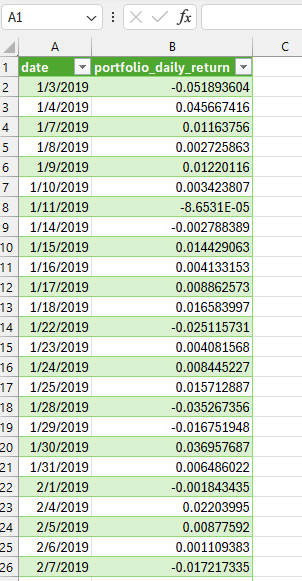 A1 fx
A B C
1 date portfolio_daily_return
2 1/3/2019 -0.051893604
3 1/4/2019 0.045667416
4 1/7/2019 0.01163756
5 1/8/2019 0.002725863
6 1/9/2019 0.01220116
7 1/10/2019 0.003423807
8 1/11/2019 -8.6531E-05
9 1/14/2019 -0.002788389
10 1/15/2019 0.014429063
11 1/16/2019 0.004133153
12 1/17/2019 0.008862573
13 1/18/2019 0.016583997
14 1/22/2019 -0.025115731
15 1/23/2019 0.004081568
16 1/24/2019 0.008445227
17 1/25/2019 0.015712887
18 1/28/2019 -0.035267356
19 1/29/2019 -0.016751948
20 1/30/2019 0.036957687
21 1/31/2019 0.006486022
22 2/1/2019 -0.001843435
23 2/4/2019 0.02203995
24 2/5/2019 0.00877592
25 2/6/2019 0.001109383
26 2/7/2019 -0.017217335